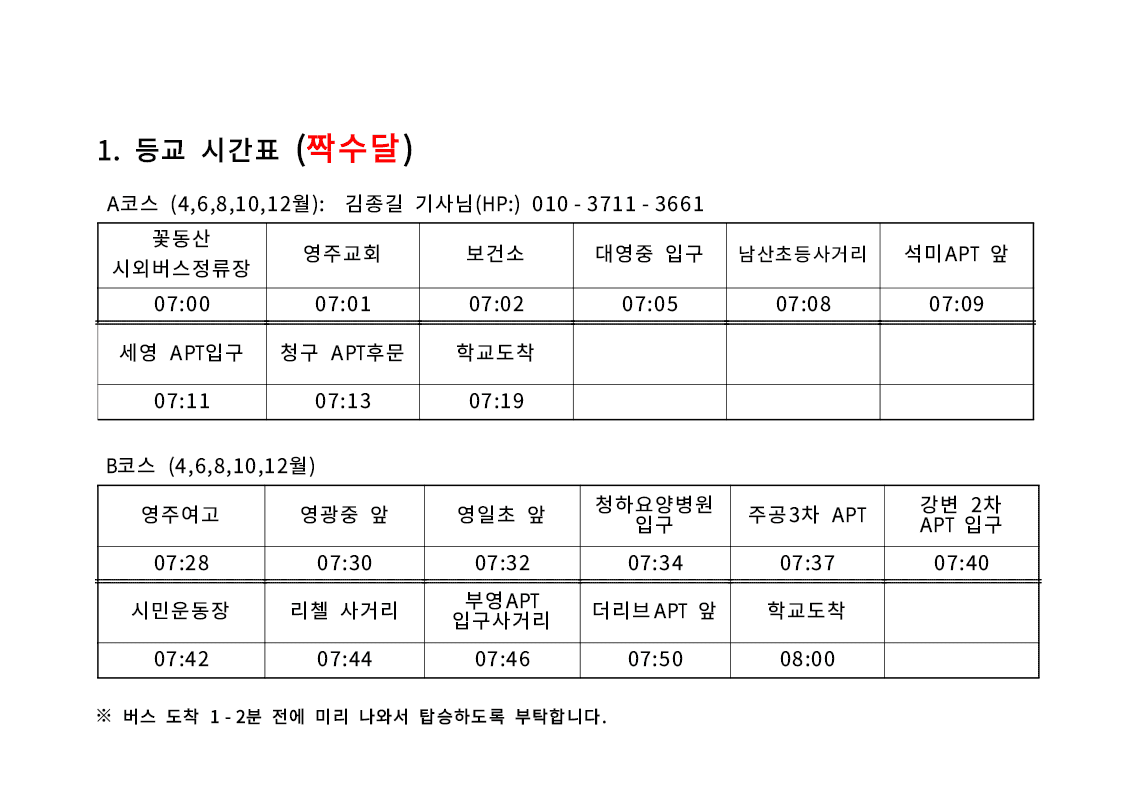 1. 등교 시간표 (짝수달)
A코스 (4,6,8,10,12월): 김종길 기사님(HP:) 010 - 3711 - 3661
꽃동산
시외버스정류장
영주교회
보건소
대영중 입구
남산초등사거리
석미APT 앞
07:00
07:01
07:02
07:05
07:08
07:09
세영 APT입구
청구 APT후문
학교도착
07:11
07:13
07:19
B코스 (4,6,8,10,12월)
영주여고
영광중 앞
영일초 앞
청하요양병원
입구
주공3차 APT
강변 2차
APT 입구
07:28
07:30
07:32
07:34
07:37
07:40
시민운동장
리첼 사거리
부영APT
입구사거리
더리브APT 앞
학교도착
07:42
07:44
07:46
07:50
08:00
※ 버스 도착 1 - 2분 전에 미리 나와서 탑승하도록 부탁합니다.